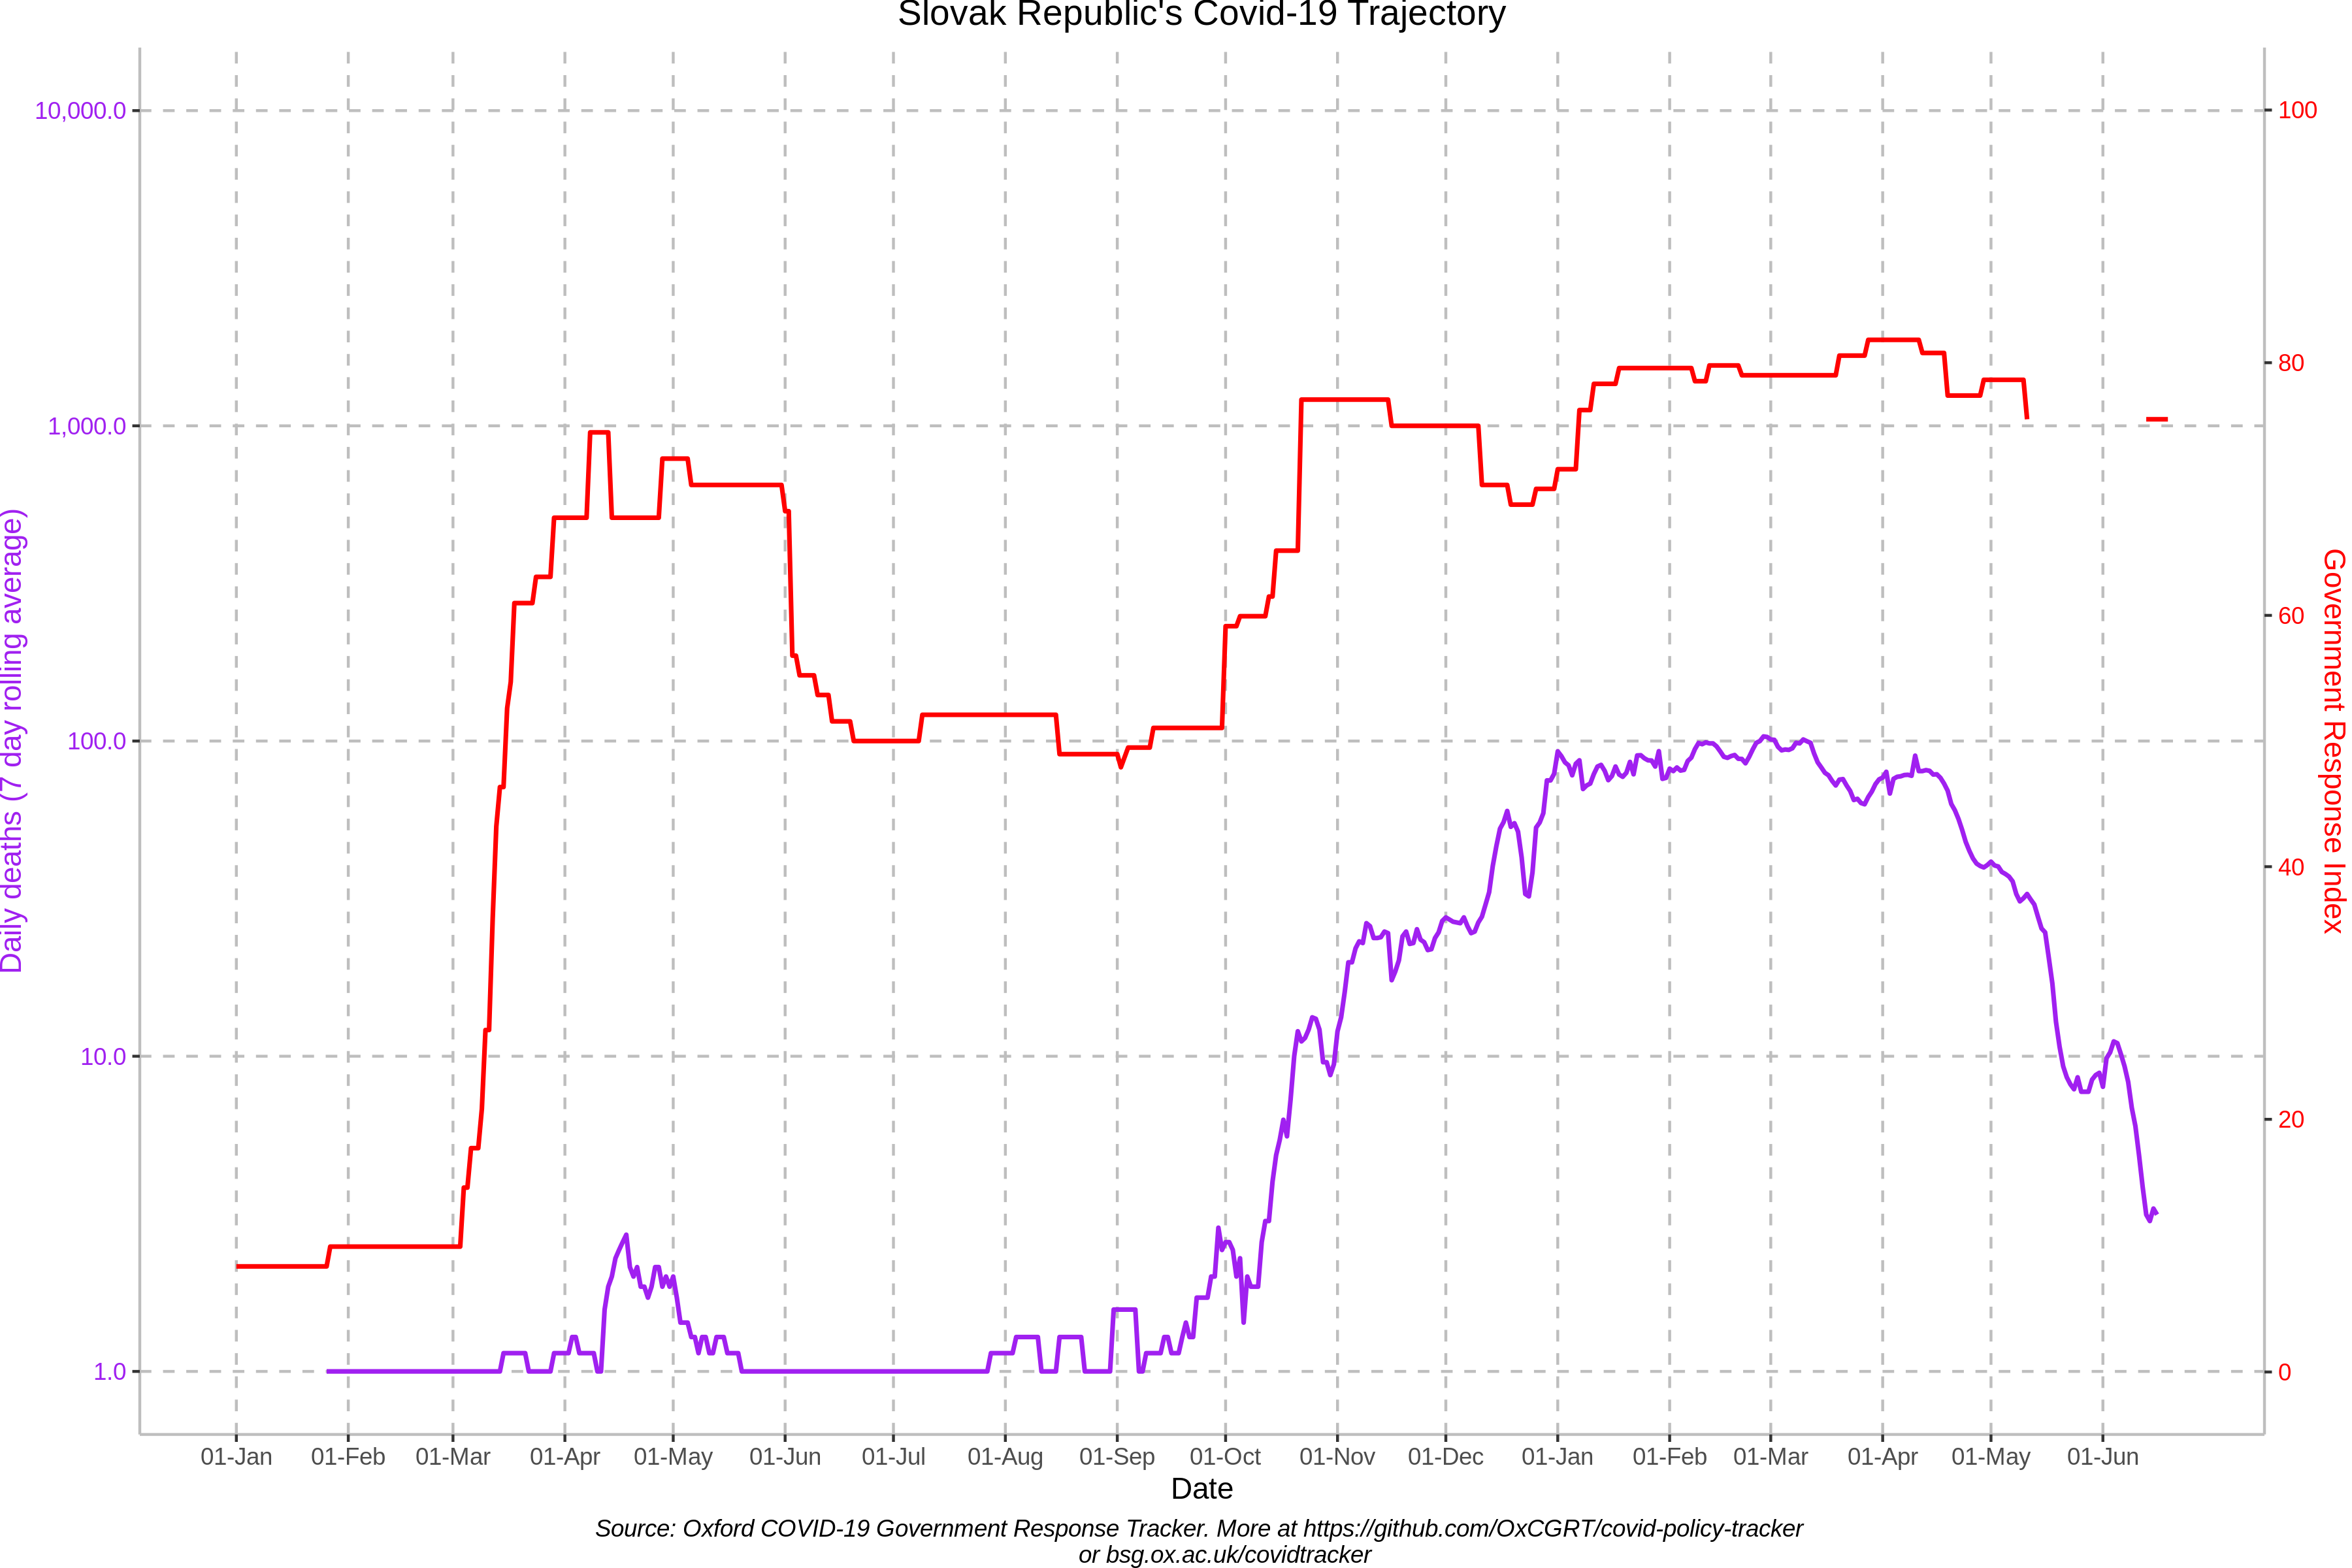 Slovak Republic's Covid-19 Trajectory
10,000.0
1,000.0
100.0
10.0
1.0
Daily deaths (7 day rolling average)
100
80
60
40
20
0
Government Response Index
01-Jan 01-Feb 01-Mar 01-Apr 01-May 01-Jun 01-Jul 01-Aug 01-Sep 01-Oct 01-Nov 01-Dec 01-Jan 01-Feb 01-Mar 01-Apr 01-May 01-Jun
Date
Source: Oxford COVID-19 Government Response Tracker. More at https://github.com/OxCGRT/covid-policy-tracker
or bsg.ox.ac.uk/covidtracker